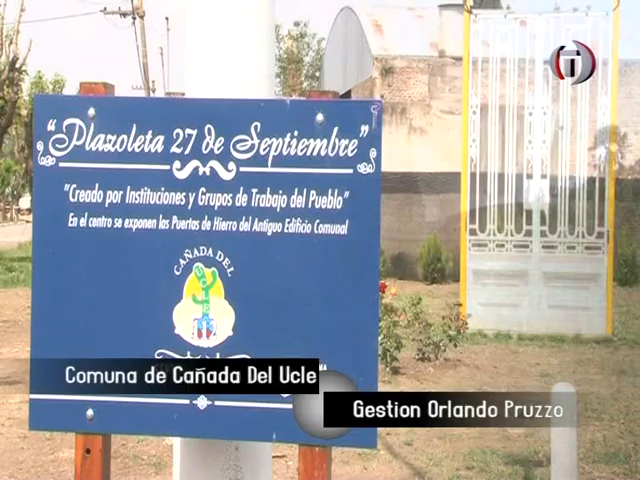 "Plazoleta 27 de Septiembre"
"Creado por Instituciones y Grupos de Trabajo del Pueblo"
En el centro se exponen las Puertas de Hierro del Antiguo Edificio Comunal
CAÑADA DEL
UCLE
Comuna de Cañada Del Ucle
Gestion Orlando Pruzzo
T